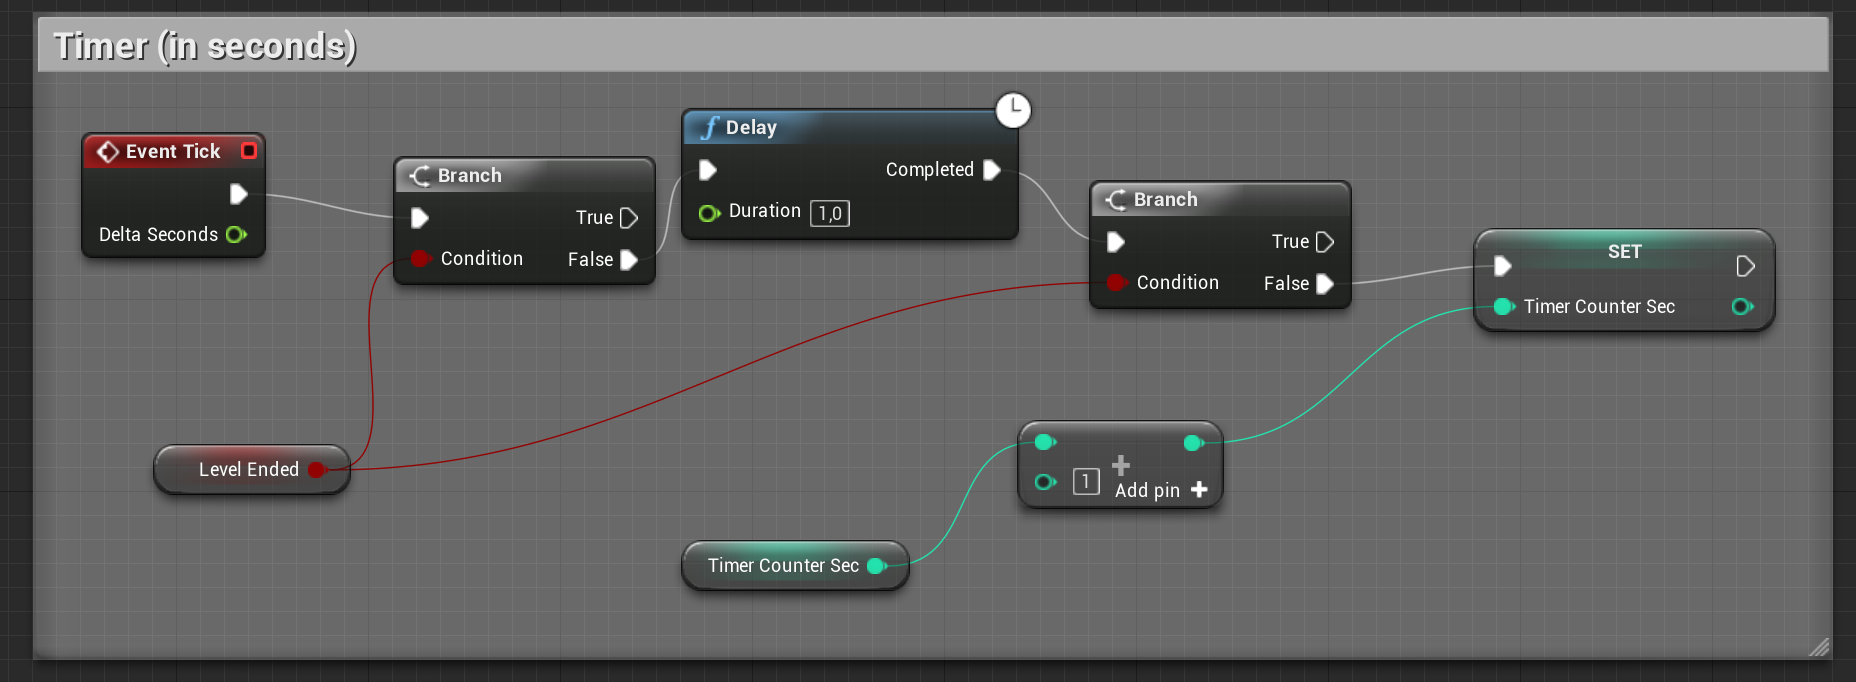 Timer (in seconds)
Event Tick
Delta Seconds
Branch
True
Condition
False
Delay
Completed
Duration 1,0
Branch
True
Condition
False
SET
Timer Counter Sec
Level Ended
1
Add pin
Timer Counter Sec